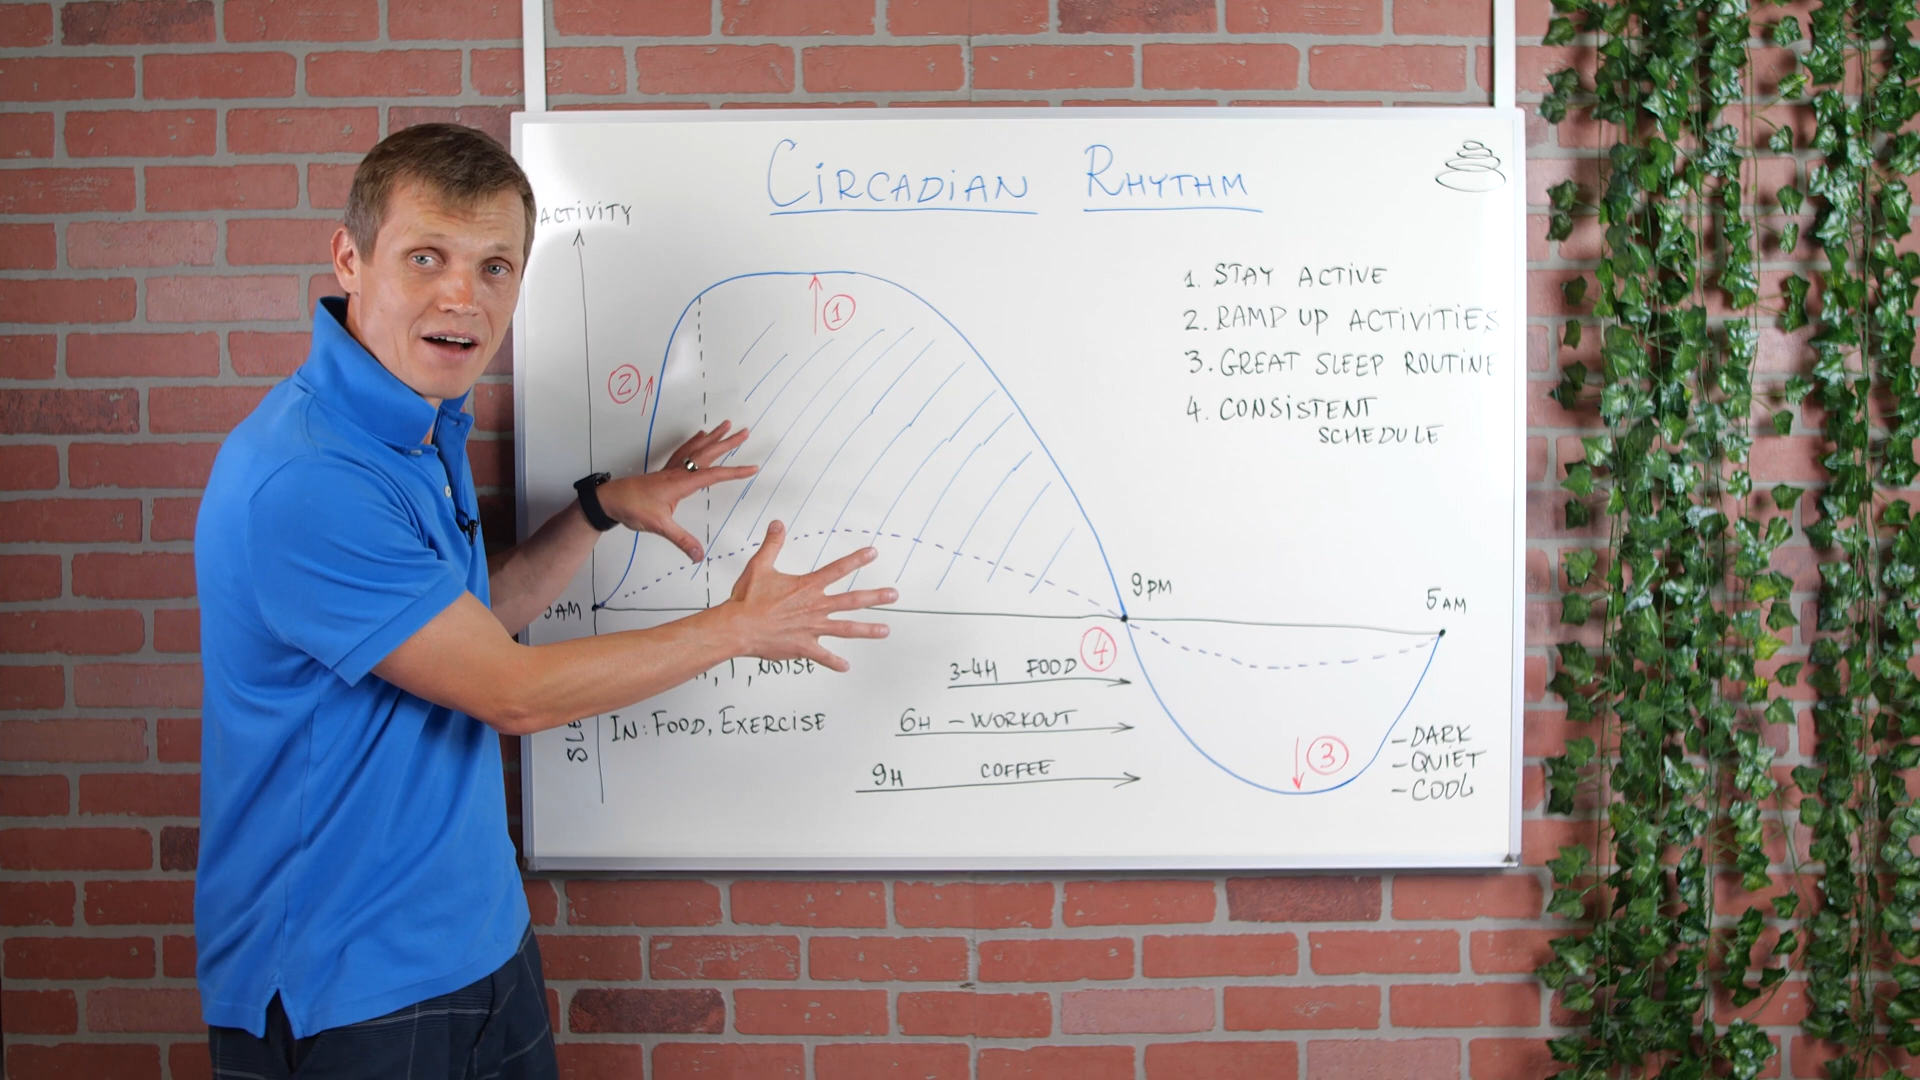 CIRCADIAN RHYTHM
ACTIVITY
1. STAY ACTIVE
2. RAMP UP ACTIVITIES
3. GREAT SLEEP ROUTINE
4. CONSISTENT
SCHEDULE
1
2
9PM
5AM
AM
4
, NOISE
3-4H FOOD
IN: FOOD, EXERCISE
6H - WORKOUT
9H COFFEE
3
- DARK
- QUIET
- COOL